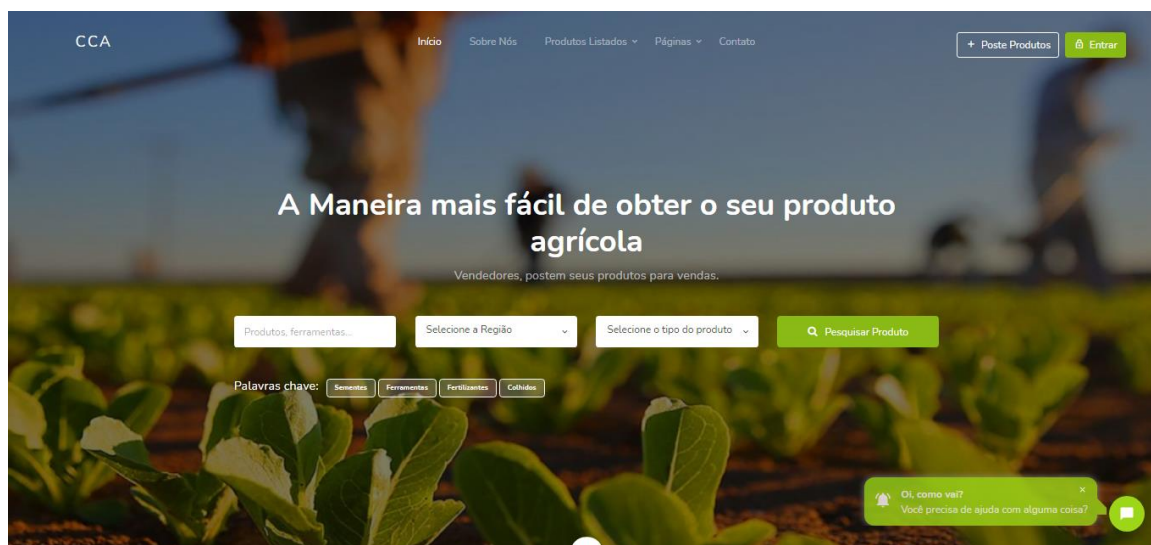 CCA
Início Sobre Nós Produtos Listados Páginas Contato
+ Poste Produtos Entrar
A Maneira mais fácil de obter o seu produto
agrícola
Vendedores, postem seus produtos para vendas.
Produtos, ferramentas... Selecione a Região Selecione o tipo do produto Pesquisar Produto
Palavras chave: Sementes Ferramentas Fertilizantes Colhidos
Oi, como vai? ×
Você precisa de ajuda com alguma coisa?